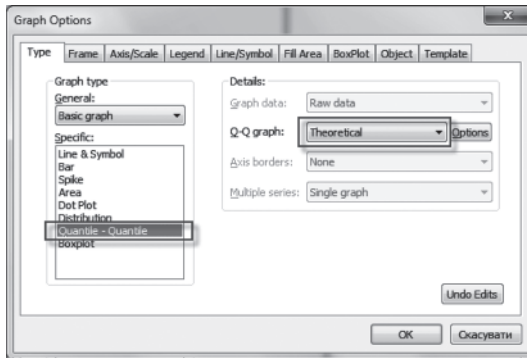 Graph Options
Type Frame Axis/Scale Legend Line/Symbol Fill Area BoxPlot Object Template
Graph type
General:
Basic graph
Specific:
Line & Symbol
Bar
Spike
Area
Dot Plot
Distribution
Quantile - Quantile
Boxplot
Details:
Graph data: Raw data
Q-Q graph: Theoretical Options
Axis borders: None
Multiple series: Single graph
Undo Edits
OK Скасувати